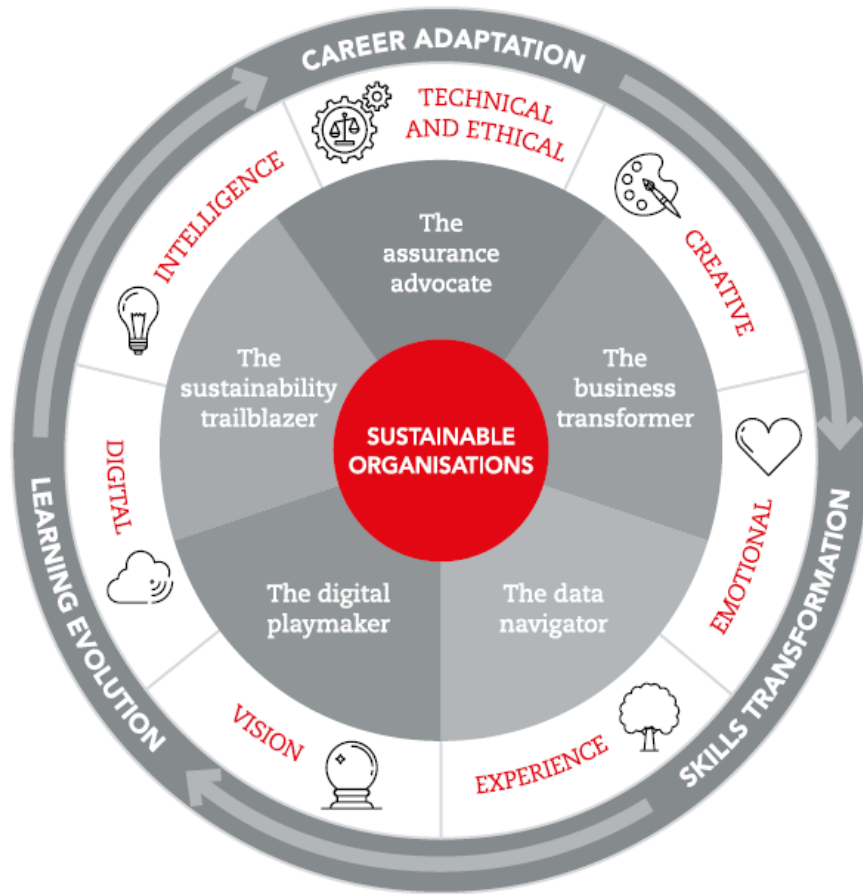 CAREER ADAPTATION
TECHNICAL
AND ETHICAL
CREATIVE
EMOTIONAL
EXPERIENCE
VISION
DIGITAL
INTELLIGENCE
SKILLS TRANSFORMATION
LEARNING EVOLUTION
The
assurance
advocate
The
business
transformer
The data
navigator
The digital
playmaker
The
sustainability
trailblazer
SUSTAINABLE
ORGANISATIONS